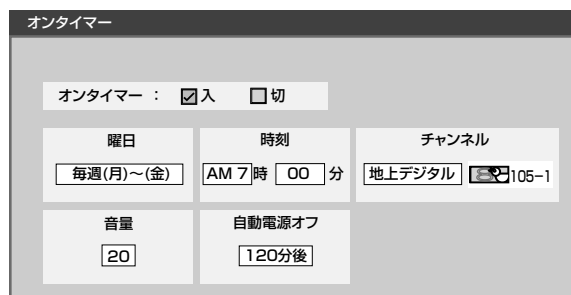 オンタイマー
オンタイマー : 入 切
曜日 時刻 チャンネル
毎週(月)～(金) AM 7 時 00 分 地上デジタル 105−1
音量 自動電源オフ
20 120分後